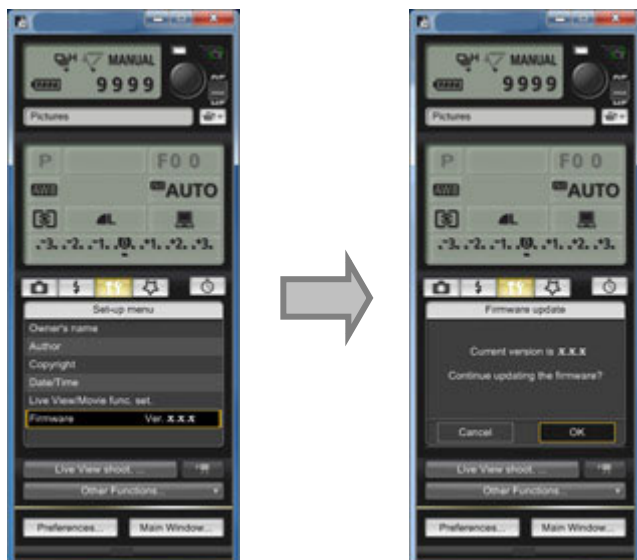 MANUAL
9999
Pictures
P F00
AWB ISO AUTO
L
-3..-2..-1..0..+1..+2..+3
Set-up menu
Owner's name
Author
Copyright
Date/Time
Live View/Movie func. set.
Firmware Ver. x.x.x
Live View shoot. ...
Other Functions...
Preferences... Main Window...
MANUAL
9999
Pictures
P F00
AWB ISO AUTO
L
-3..-2..-1..0..+1..+2..+3
Firmware update
Current version is x.x.x
Continue updating the firmware?
Cancel OK
Live View shoot. ...
Other Functions...
Preferences... Main Window...